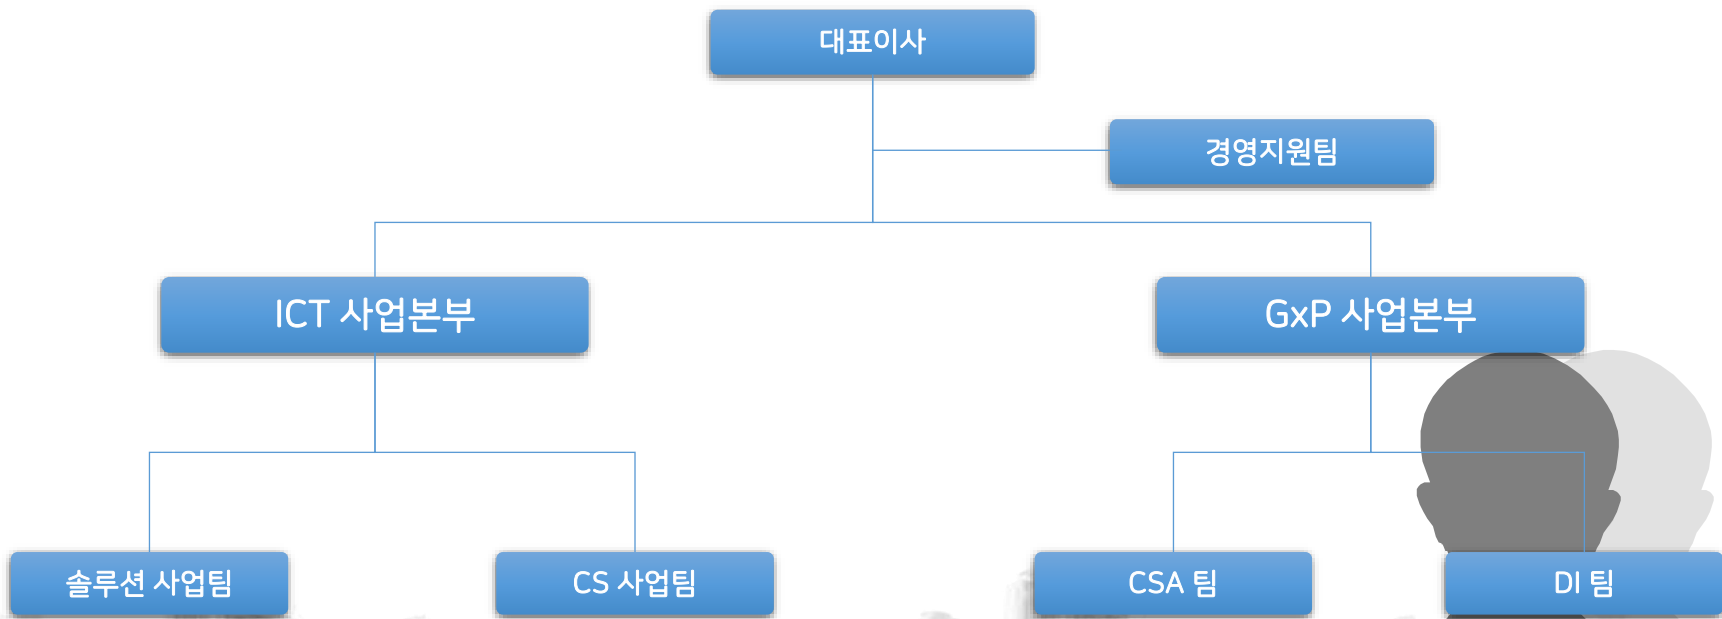 대표이사
경영지원팀
ICT 사업본부
GxP 사업본부
솔루션 사업팀
CS 사업팀
CSA 팀
DI 팀